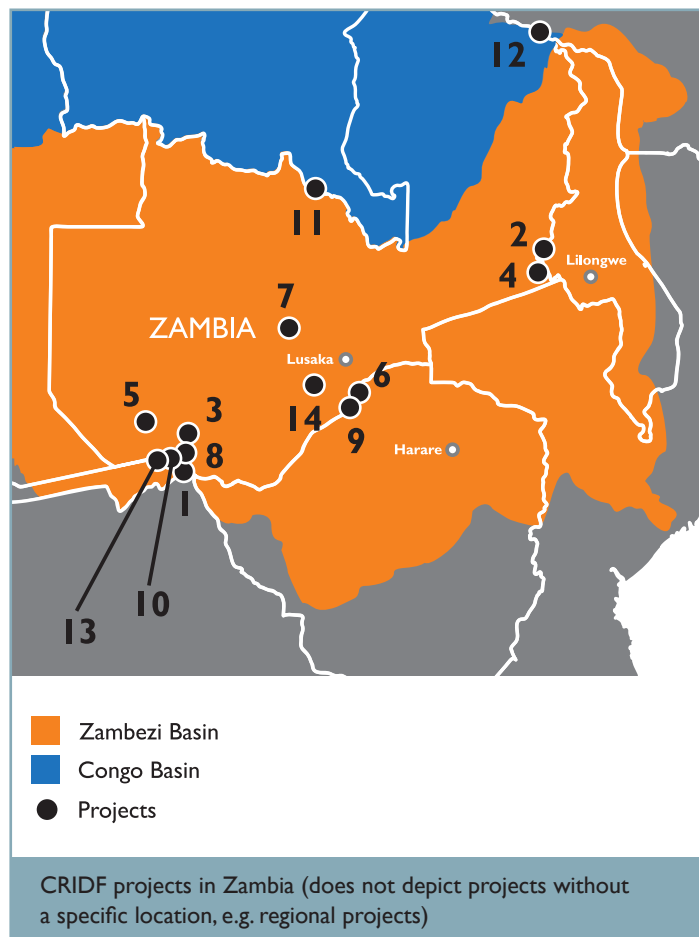 12
11
2
Lilongwe
4
7
ZAMBIA
Lusaka
6
5
3
14
9
8
Harare
1
10
13
Zambezi Basin
Congo Basin
Projects
CRIDF projects in Zambia (does not depict projects without
a specific location, e.g. regional projects)